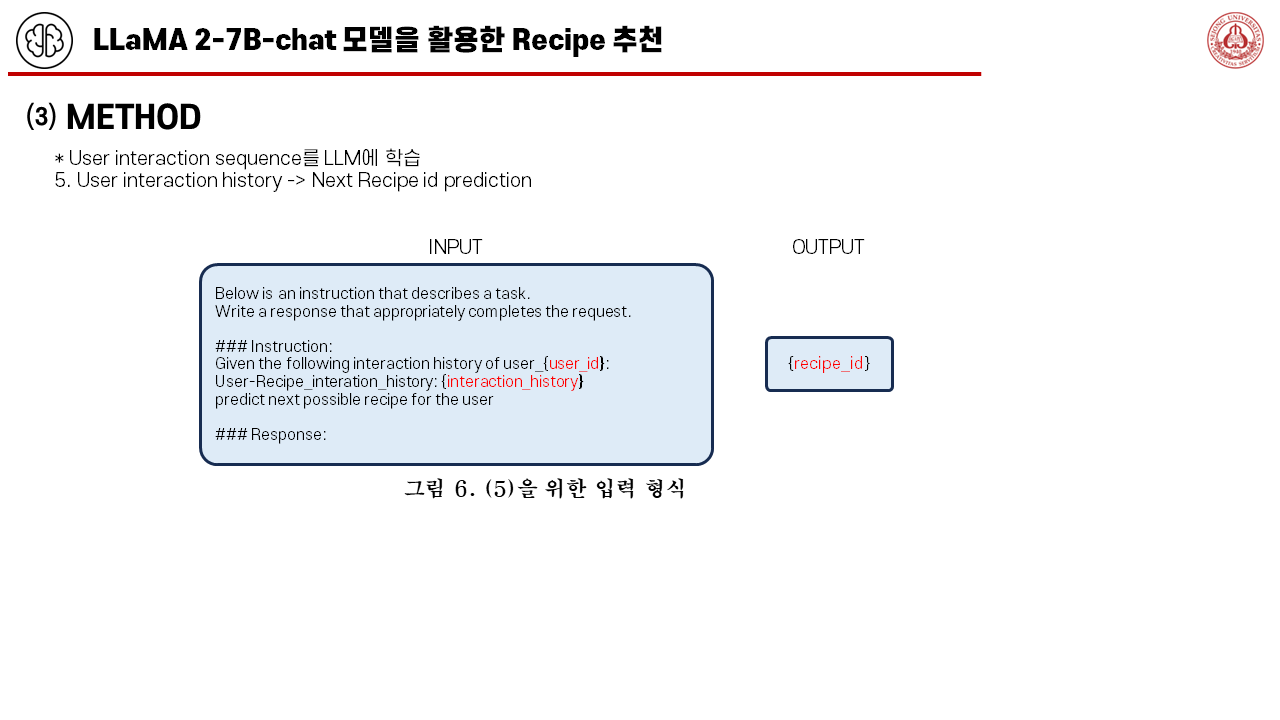 LLaMA 2-7B-chat 모델을 활용한 Recipe 추천
(3) METHOD
* User interaction sequence를 LLM에 학습
5. User interaction history -> Next Recipe id prediction
INPUT
Below is an instruction that describes a task.
Write a response that appropriately completes the request.
### Instruction:
Given the following interaction history of user_{user_id}:
User-Recipe_interation_history: {interaction_history}
predict next possible recipe for the user
### Response:
OUTPUT
{recipe_id}
그림 6. (5)을 위한 입력 형식